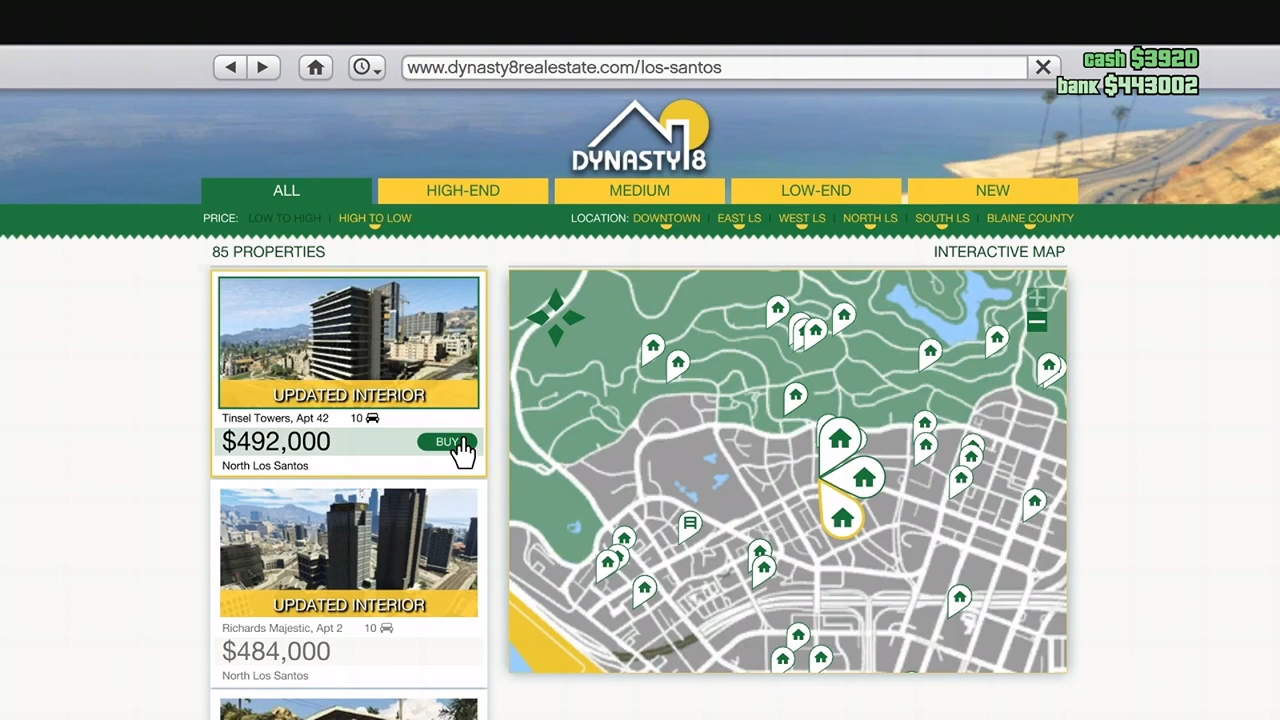 cash $3920
www.dynasty8realestate.com/los-santos
bank $443002
DYNASTY8
ALL HIGH-END MEDIUM LOW-END NEW
PRICE: LOW TO HIGH | HIGH TO LOW LOCATION: DOWNTOWN | EAST LS | WEST LS | NORTH LS | SOUTH LS | BLAINE COUNTY
85 PROPERTIES INTERACTIVE MAP
UPDATED INTERIOR
Tinsel Towers, Apt 42 10
$492,000 BUY
North Los Santos
UPDATED INTERIOR
Richards Majestic, Apt 2 10
$484,000
North Los Santos